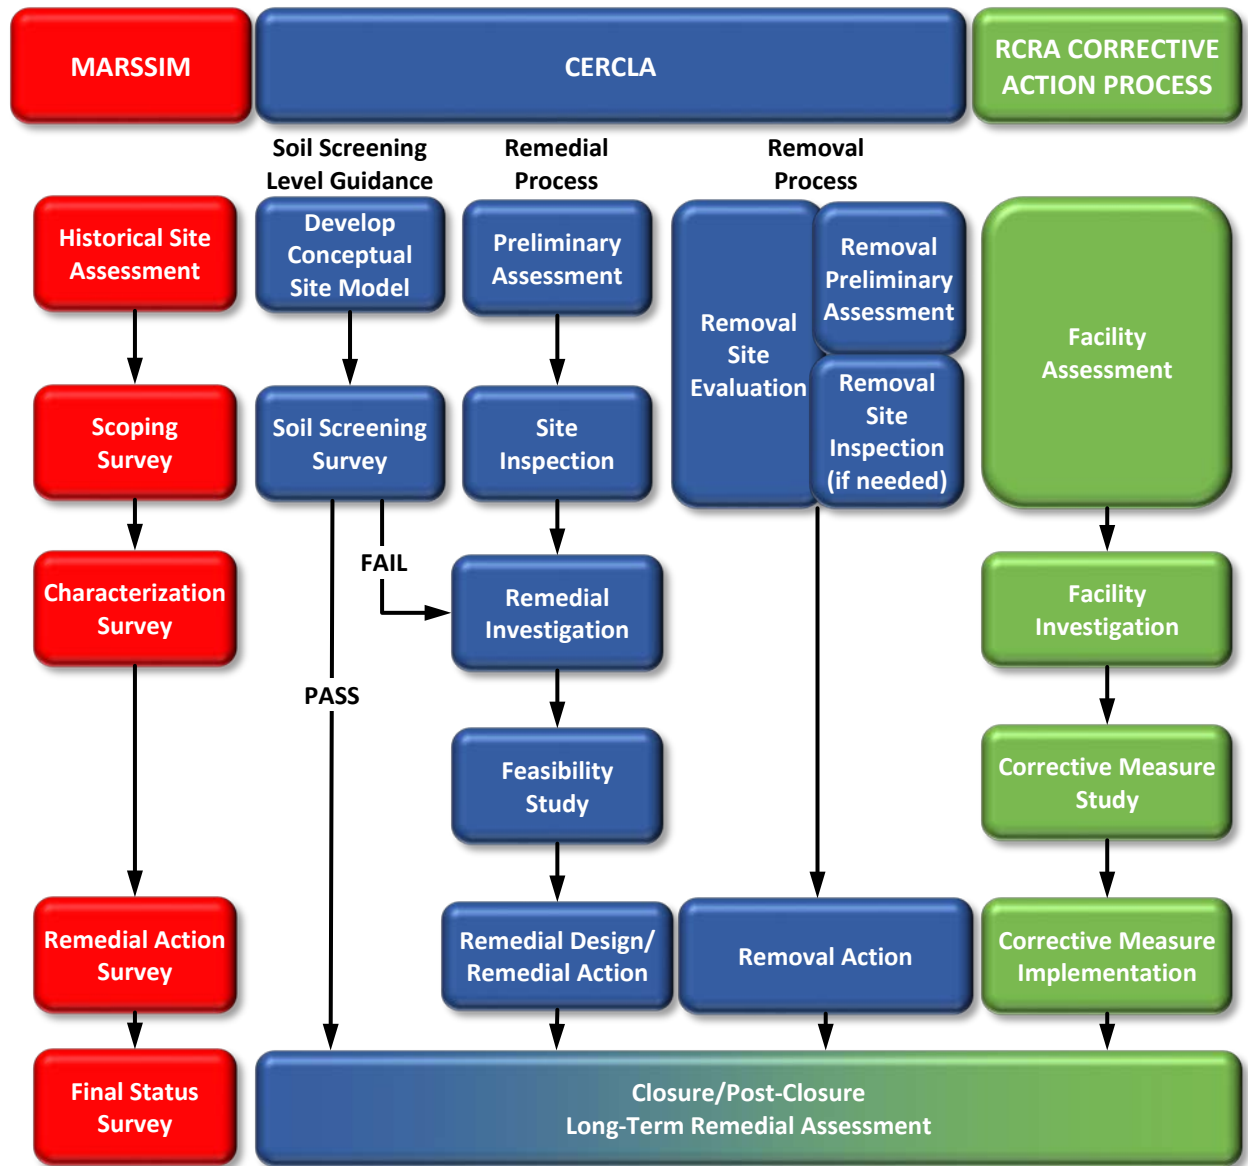 MARSSIM
CERCLA
RCRA CORRECTIVE
ACTION PROCESS
Soil Screening
Level Guidance
Remedial
Process
Removal
Process
Historical Site
Assessment
Develop
Conceptual
Site Model
Preliminary
Assessment
Removal
Site
Evaluation
Removal
Preliminary
Assessment
Facility
Assessment
Scoping
Survey
Soil Screening
Survey
Site
Inspection
Removal
Site
Inspection
(if needed)
FAIL
Characterization
Survey
Remedial
Investigation
Facility
Investigation
PASS
Feasibility
Study
Corrective Measure
Study
Remedial Action
Survey
Remedial Design/
Remedial Action
Removal Action
Corrective Measure
Implementation
Final Status
Survey
Closure/Post-Closure
Long-Term Remedial Assessment